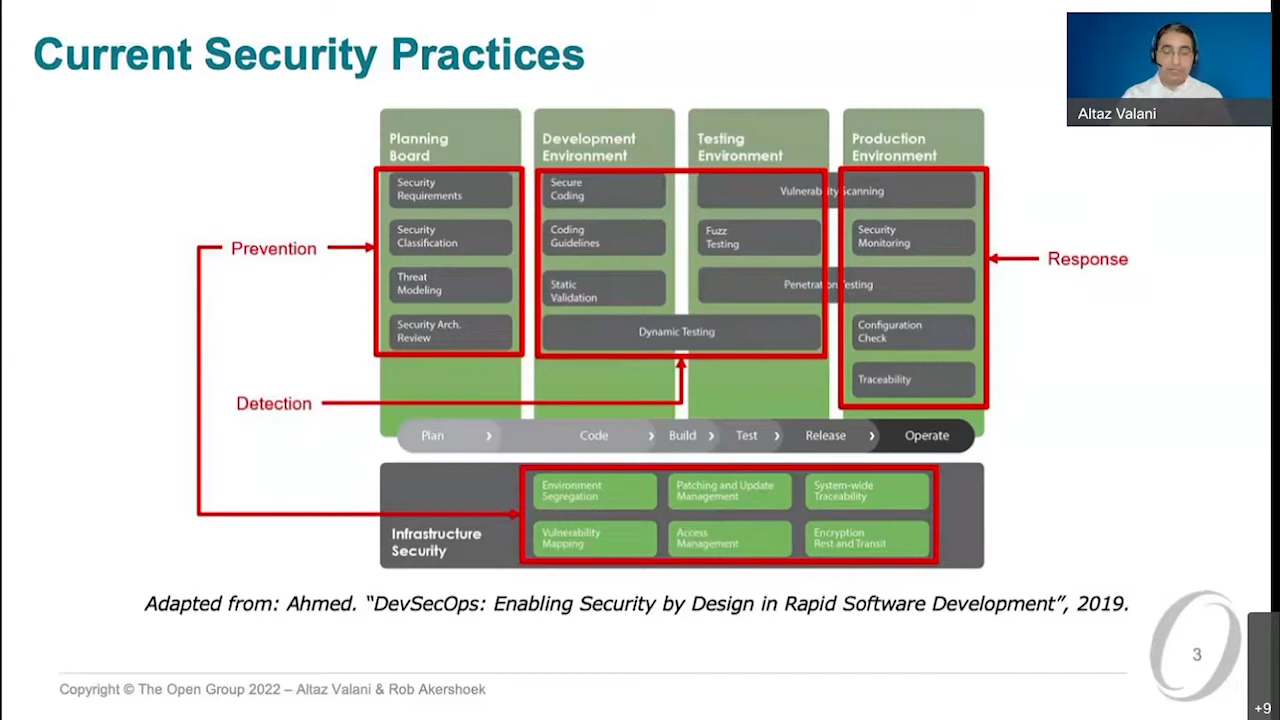 Current Security Practices
Altaz Valani
Planning
Board
Development
Environment
Testing
Environment
Production
Environment
Security
Requirements
Secure
Coding
Vulnerability Scanning
Security
Classification
Coding
Guidelines
Fuzz
Testing
Security
Monitoring
Prevention
Response
Threat
Modeling
Static
Validation
Penetration Testing
Security Arch.
Review
Dynamic Testing
Configuration
Check
Traceability
Detection
Plan
Code
Build
Test
Release
Operate
Infrastructure
Security
Environment
Segregation
Patching and Update
Management
System-wide
Traceability
Vulnerability
Mapping
Access
Management
Encryption
Rest and Transit
Adapted from: Ahmed. “DevSecOps: Enabling Security by Design in Rapid Software Development”, 2019.
3
Copyright © The Open Group 2022 – Altaz Valani & Rob Akershoek
+9